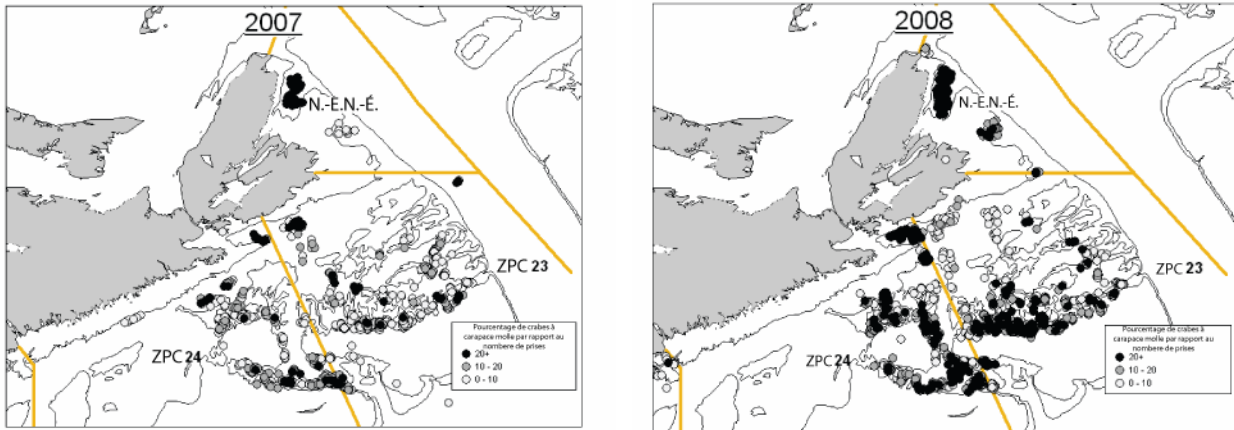 2007
N.-E.N.-É.
ZPC 23
ZPC 24
Pourcentage de crabes à
carapace molle par rapport au
nombere de prises
20+
10 - 20
0 - 10
2008
N.-E.N.-É.
ZPC 23
ZPC 24
Pourcentage de crabes à
carapace molle par rapport au
nombere de prises
20+
10 - 20
0 - 10